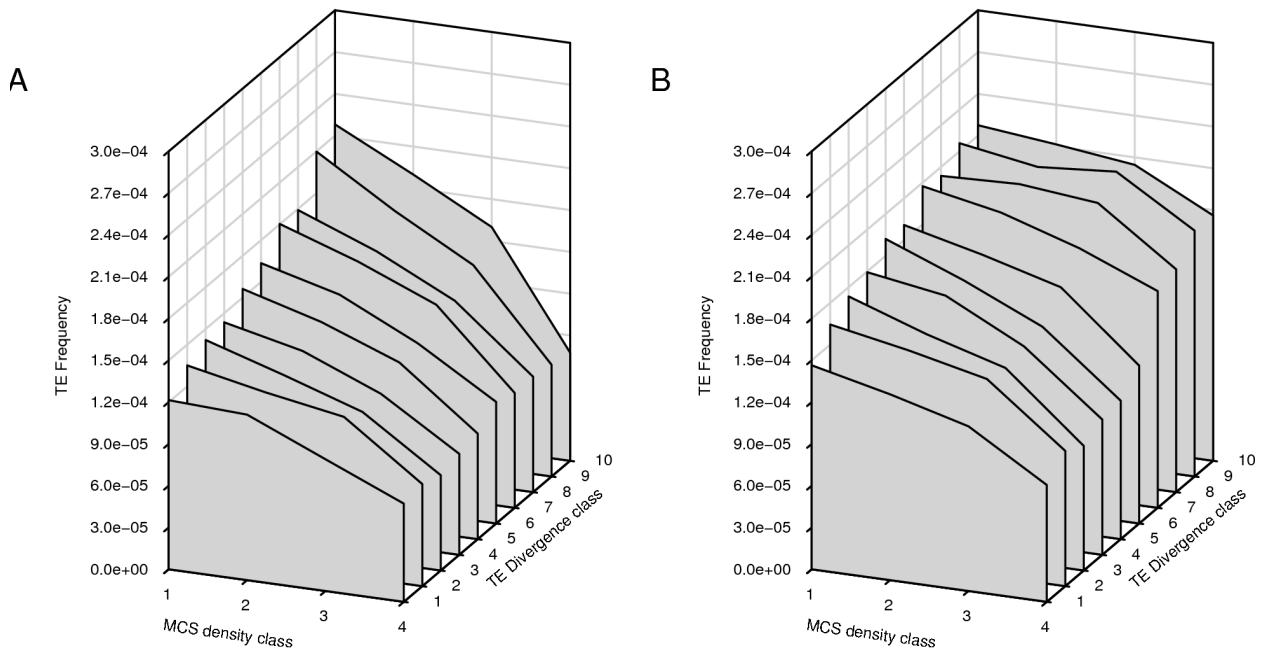 A
3.0e−04
2.7e−04
2.4e−04
2.1e−04
1.8e−04
1.5e−04
1.2e−04
9.0e−05
6.0e−05
3.0e−05
0.0e+00
TE Frequency
1
2
3
4
MCS density class
1
2
3
4
5
6
7
8
9
10
TE Divergence class
B
3.0e−04
2.7e−04
2.4e−04
2.1e−04
1.8e−04
1.5e−04
1.2e−04
9.0e−05
6.0e−05
3.0e−05
0.0e+00
TE Frequency
1
2
3
4
MCS density class
1
2
3
4
5
6
7
8
9
10
TE Divergence class